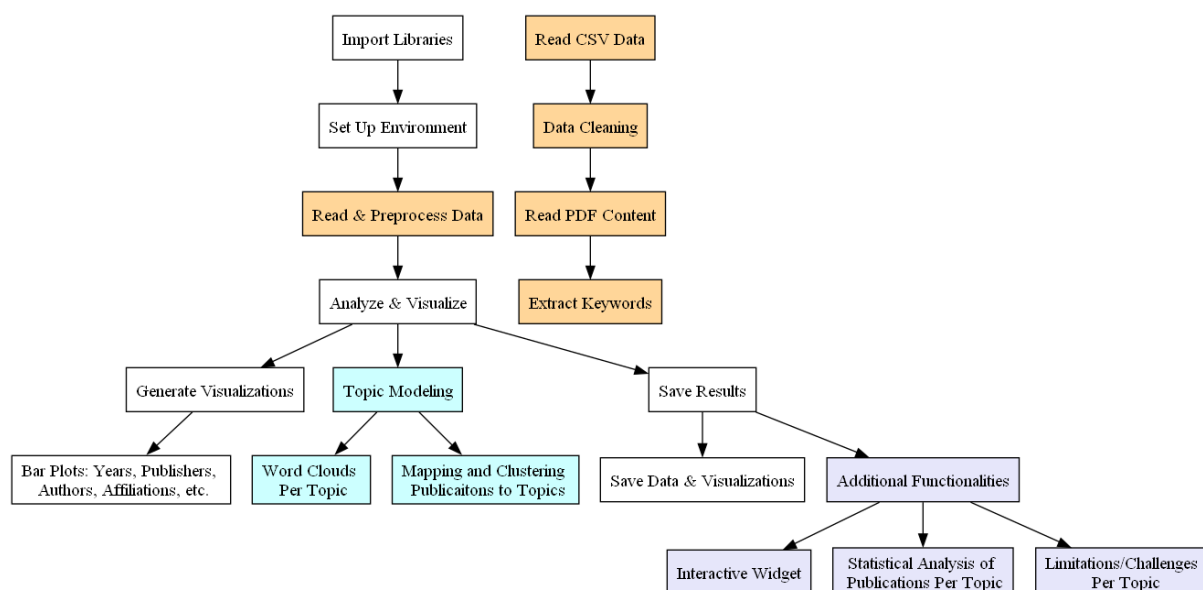 Import Libraries
Read CSV Data
Set Up Environment
Data Cleaning
Read & Preprocess Data
Read PDF Content
Analyze & Visualize
Extract Keywords
Generate Visualizations
Topic Modeling
Save Results
Bar Plots: Years, Publishers,
Authors, Affiliations, etc.
Word Clouds
Per Topic
Mapping and Clustering
Publicaitons to Topics
Save Data & Visualizations
Additional Functionalities
Interactive Widget
Statistical Analysis of
Publications Per Topic
Limitations/Challenges
Per Topic